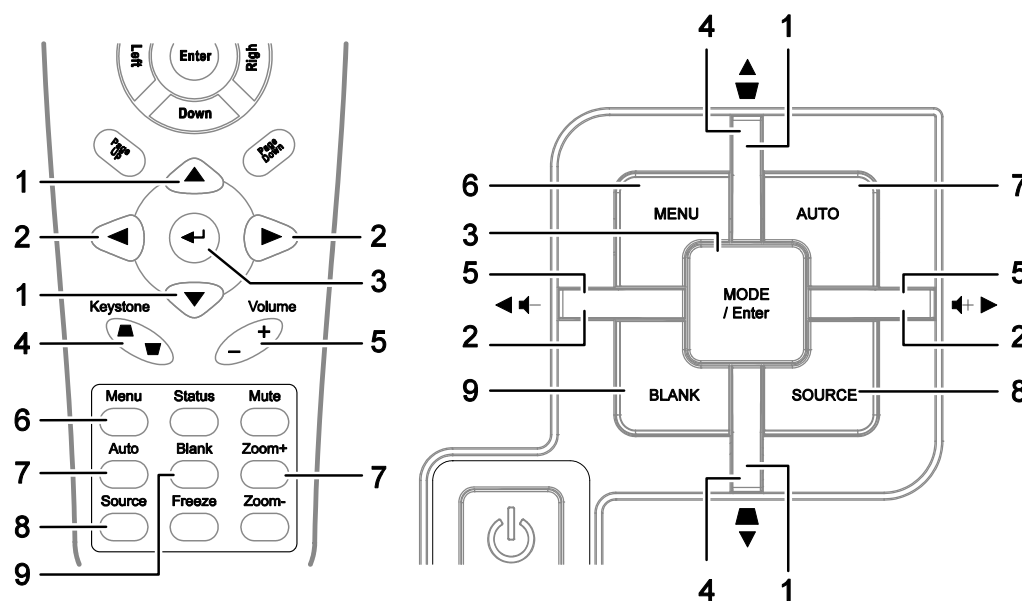 Left
Enter
Righ
Down
Page
Up
Page
Down
1
2
2
3
1
Keystone
Volume
4
+
−
5
Menu
Status
Mute
6
Auto
Blank
Zoom+
7
7
Source
Freeze
Zoom-
8
9
4
1
6
7
MENU
AUTO
3
5
5
−
MODE
/ Enter
+
2
2
9
8
BLANK
SOURCE
4
1